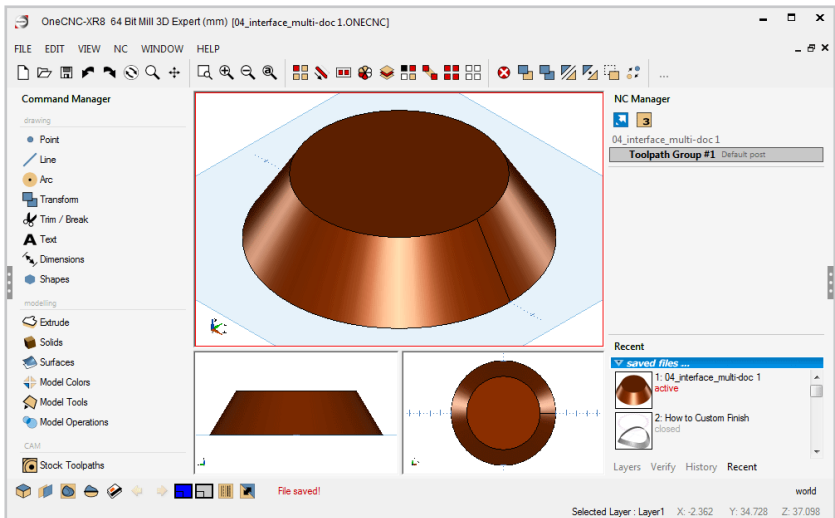 OneCNC-XR8 64 Bit Mill 3D Expert (mm) [04_interface_multi-doc 1.ONECNC]
FILE EDIT VIEW NC WINDOW HELP
Command Manager
drawing
Point
Line
Arc
Transform
Trim / Break
A Text
Dimensions
Shapes
modelling
Extrude
Solids
Surfaces
Model Colors
Model Tools
Model Operations
CAM
Stock Toolpaths
NC Manager
3
04_interface_multi-doc 1
Toolpath Group #1 Default post
Recent
saved files ...
1: 04_interface_multi-doc 1
active
2: How to Custom Finish
closed
Layers Verify History Recent
File saved!
world
Selected Layer : Layer1 X: -2.362 Y: 34.728 Z: 37.098